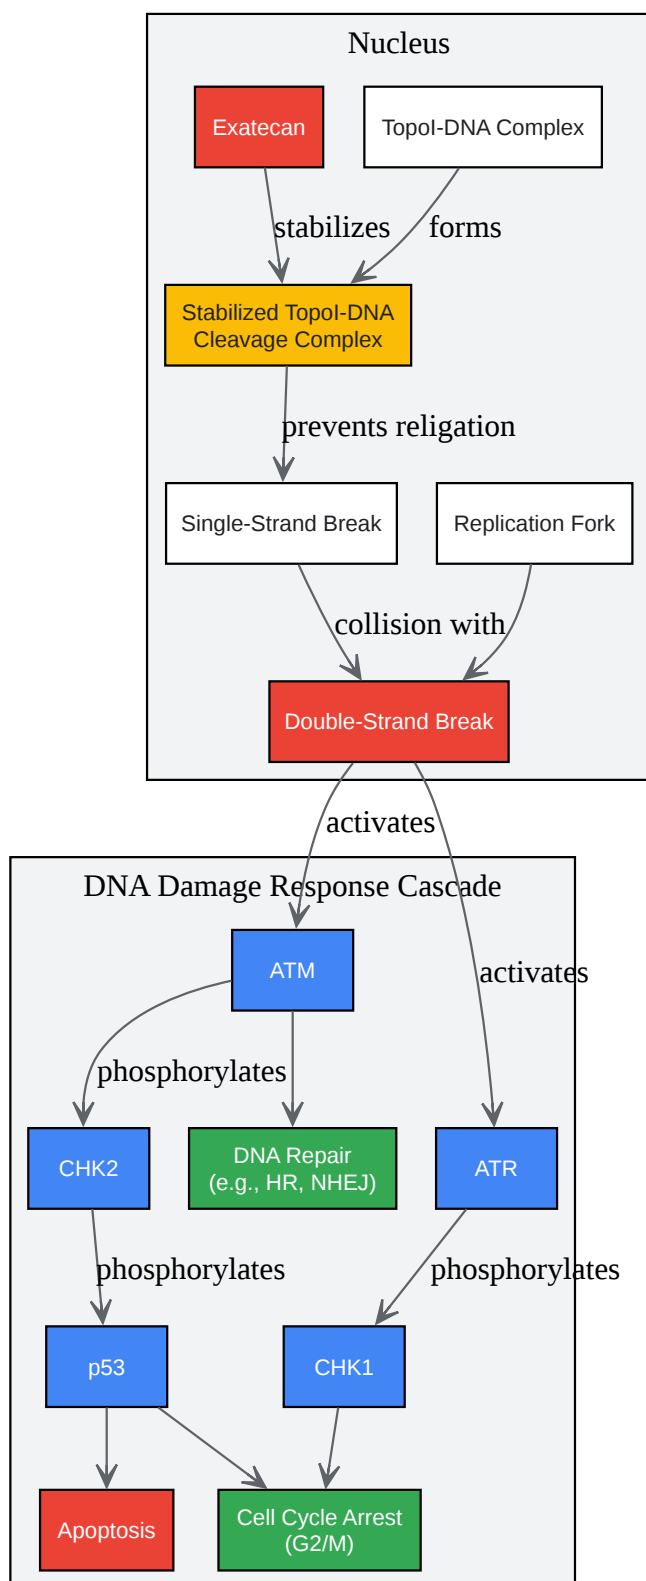 Nucleus
Exatecan
TopoI-DNA Complex
stabilizes
forms
Stabilized TopoI-DNA
Cleavage Complex
prevents religation
Single-Strand Break
Replication Fork
collision with
Double-Strand Break
activates
DNA Damage Response Cascade
ATM
activates
phosphorylates
CHK2
DNA Repair
(e.g., HR, NHEJ)
ATR
phosphorylates
phosphorylates
p53
CHK1
Apoptosis
Cell Cycle Arrest
(G2/M)